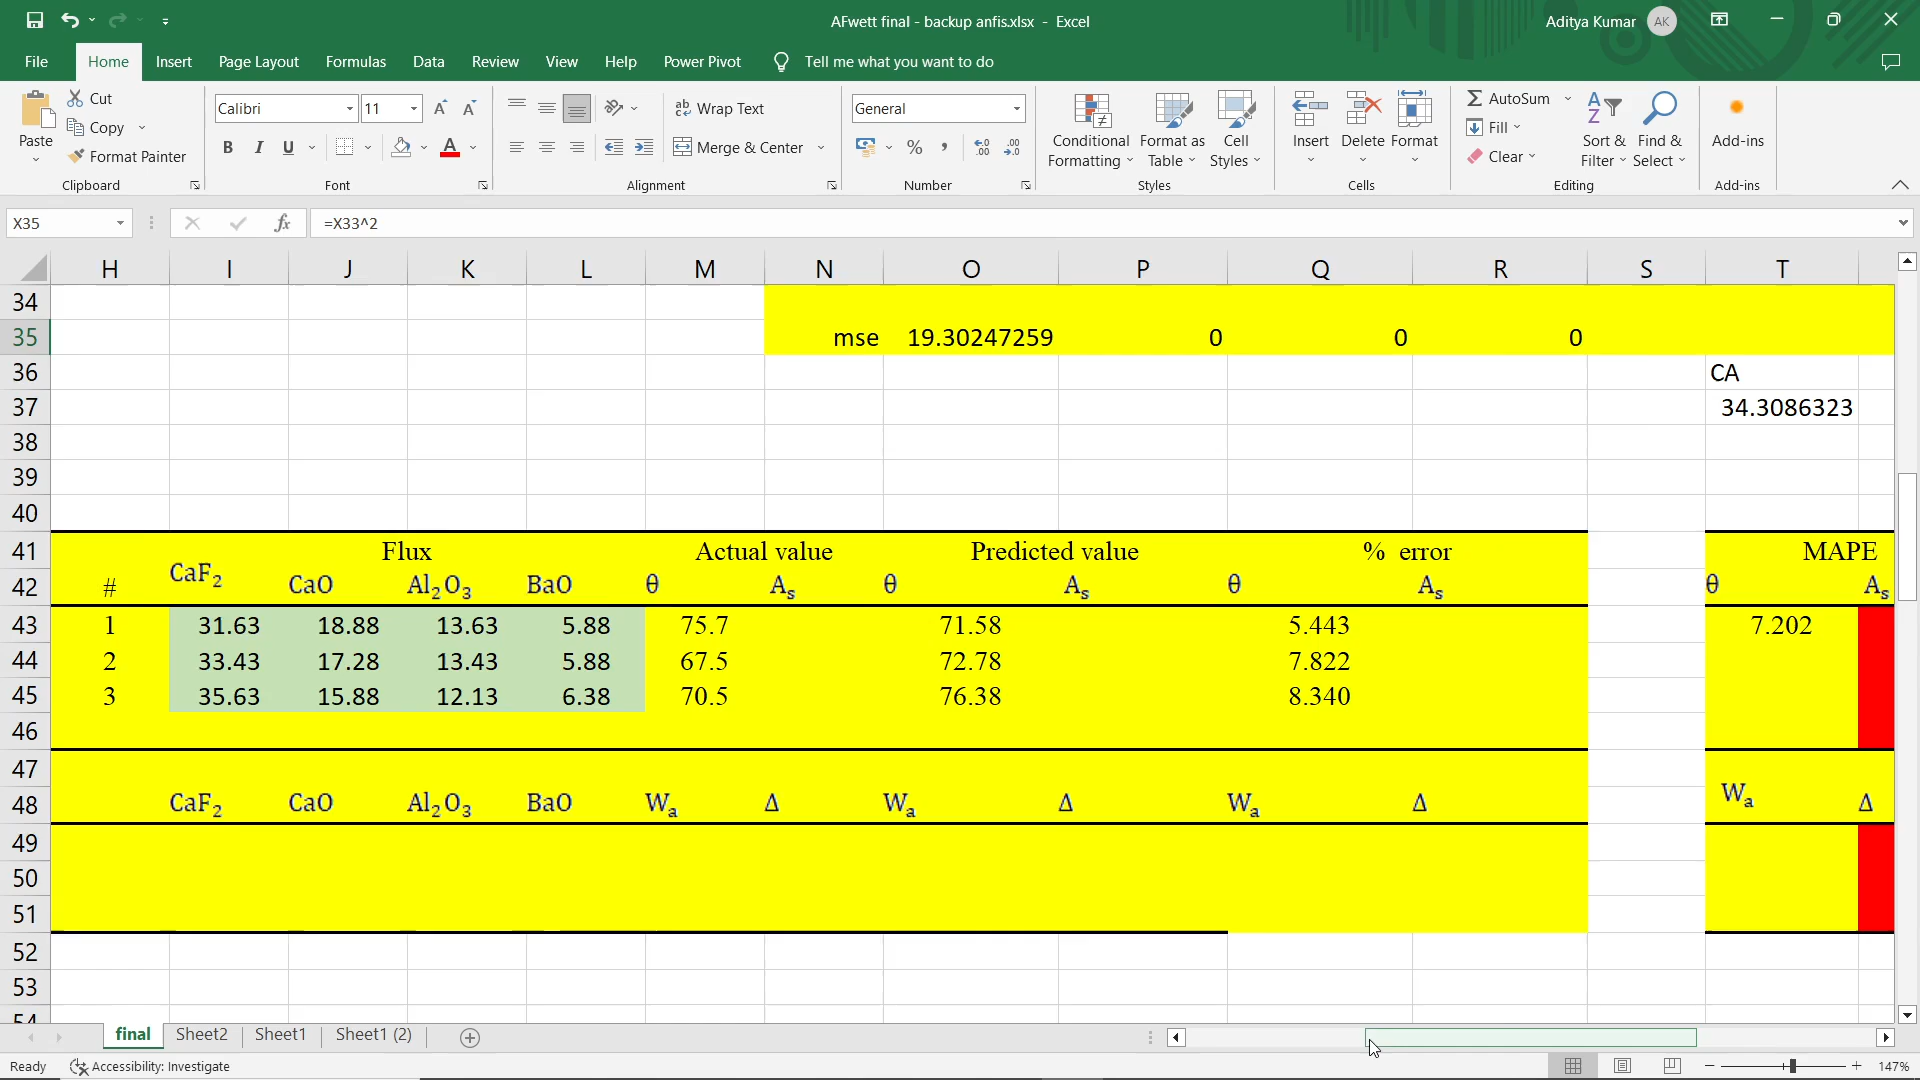 AFwett final - backup anfis.xlsx - Excel
Aditya Kumar AK
File Home Insert Page Layout Formulas Data Review View Help Power Pivot Tell me what you want to do
Paste
Cut
Copy
Format Painter
Clipboard
Calibri 11 A A
B I U A
Font
ab Wrap Text
Merge & Center
Alignment
General
% ,
Number
Conditional Formatting
Format as Table
Cell Styles
Styles
Insert
Delete
Format
Cells
AutoSum
Fill
Clear
Sort & Filter
Find & Select
Editing
Add-ins
Add-ins
X35 fx =X33^2
H I J K L M N O P Q R S T
34
35 mse 19.30247259 0 0 0
36 CA
37 34.3086323
38
39
40
41 Flux Actual value Predicted value % error MAPE
42 # CaF₂ CaO Al₂O₃ BaO θ Aₛ θ Aₛ θ Aₛ θ Aₛ
43 1 31.63 18.88 13.63 5.88 75.7 71.58 5.443 7.202
44 2 33.43 17.28 13.43 5.88 67.5 72.78 7.822
45 3 35.63 15.88 12.13 6.38 70.5 76.38 8.340
46
47
48 CaF₂ CaO Al₂O₃ BaO Wₐ Δ Wₐ Δ Wₐ Δ Wₐ Δ
49
50
51
52
53
54
final Sheet2 Sheet1 Sheet1 (2)
Ready Accessibility: Investigate 147%